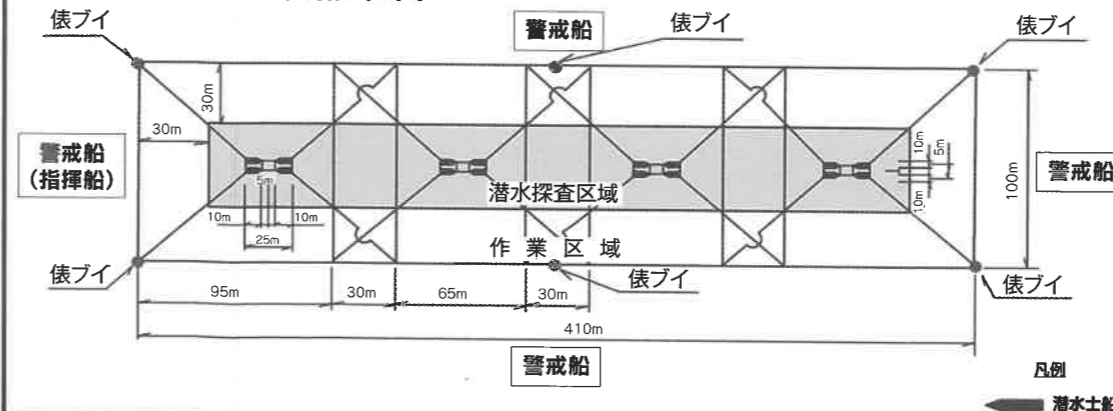 俵ブイ
警戒船
俵ブイ
俵ブイ
30m
30m
警戒船
(指揮船)
10m
5m
10m
100m
警戒船
5m
10m
10m
25m
潜水探査区域
作業区域
俵ブイ
俵ブイ
俵ブイ
95m
30m
65m
30m
410m
警戒船
凡例
潜水士船